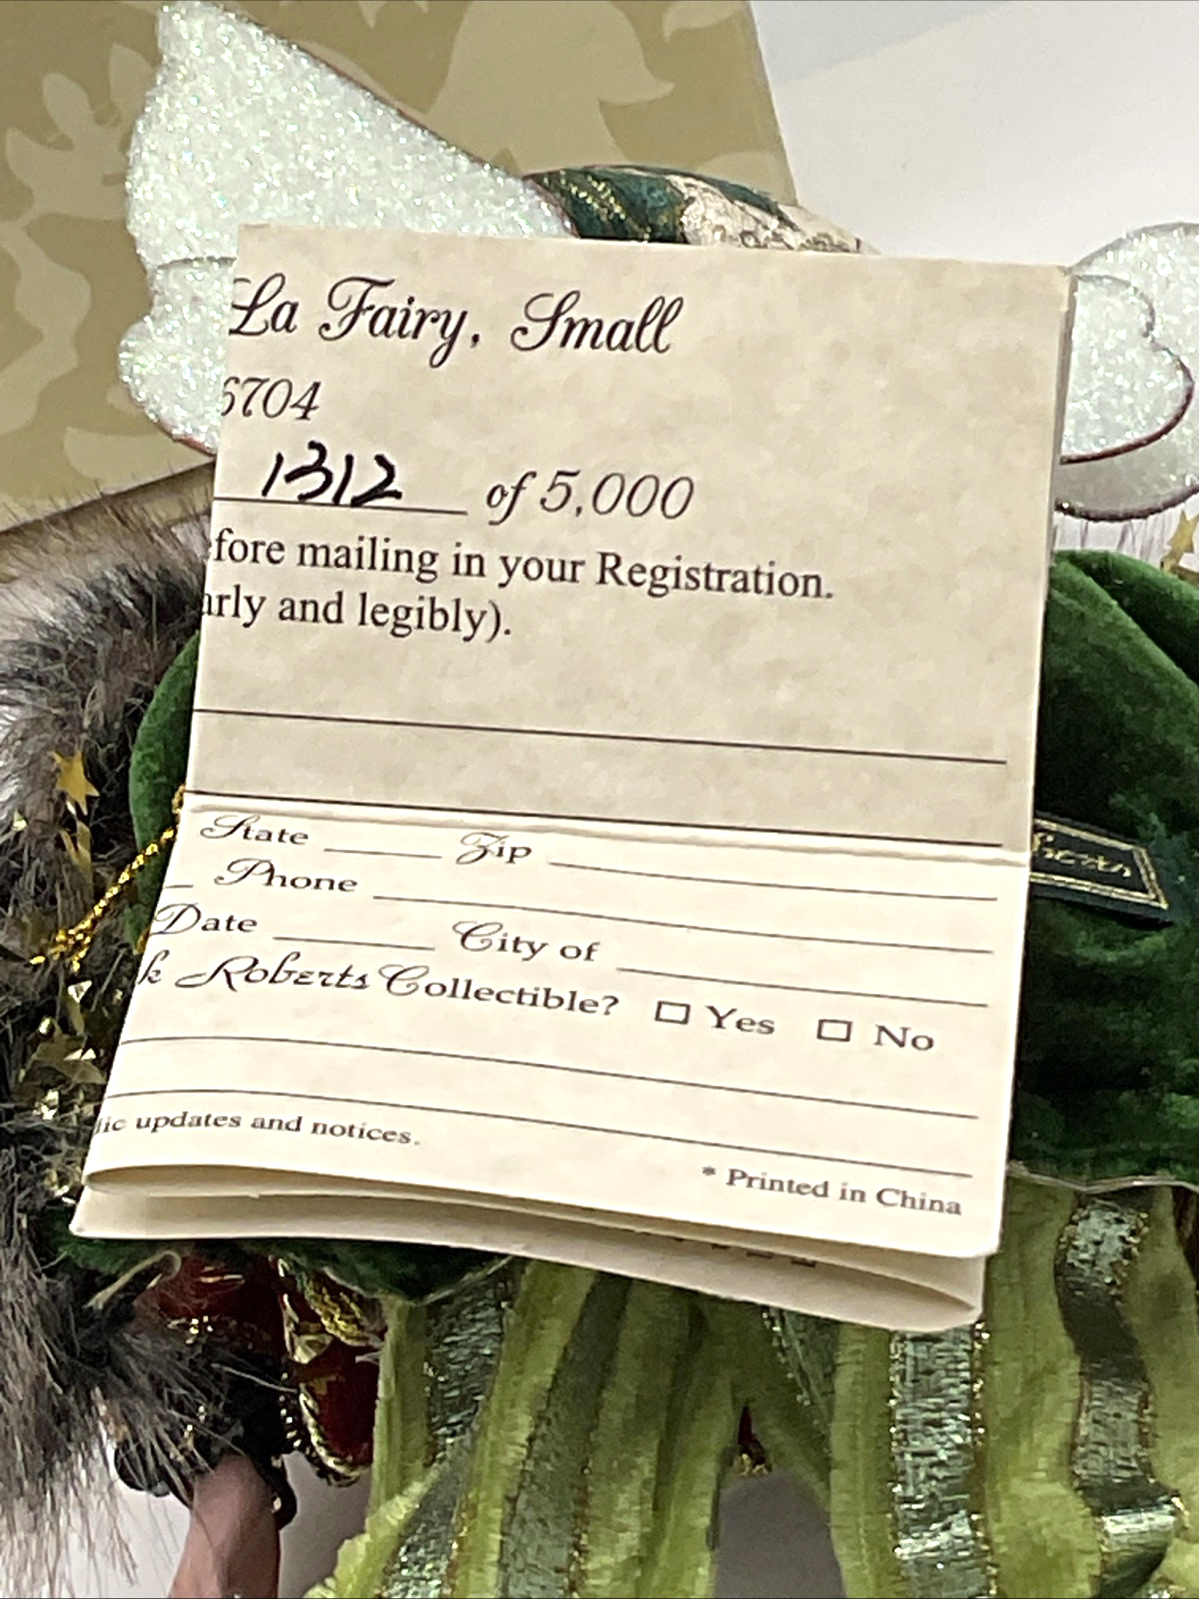 La Fairy, Small
6704
1312 of 5,000
fore mailing in your Registration.
arly and legibly).
State Zip
Phone
Date City of
k Roberts Collectible? Yes No
ic updates and notices.
* Printed in China